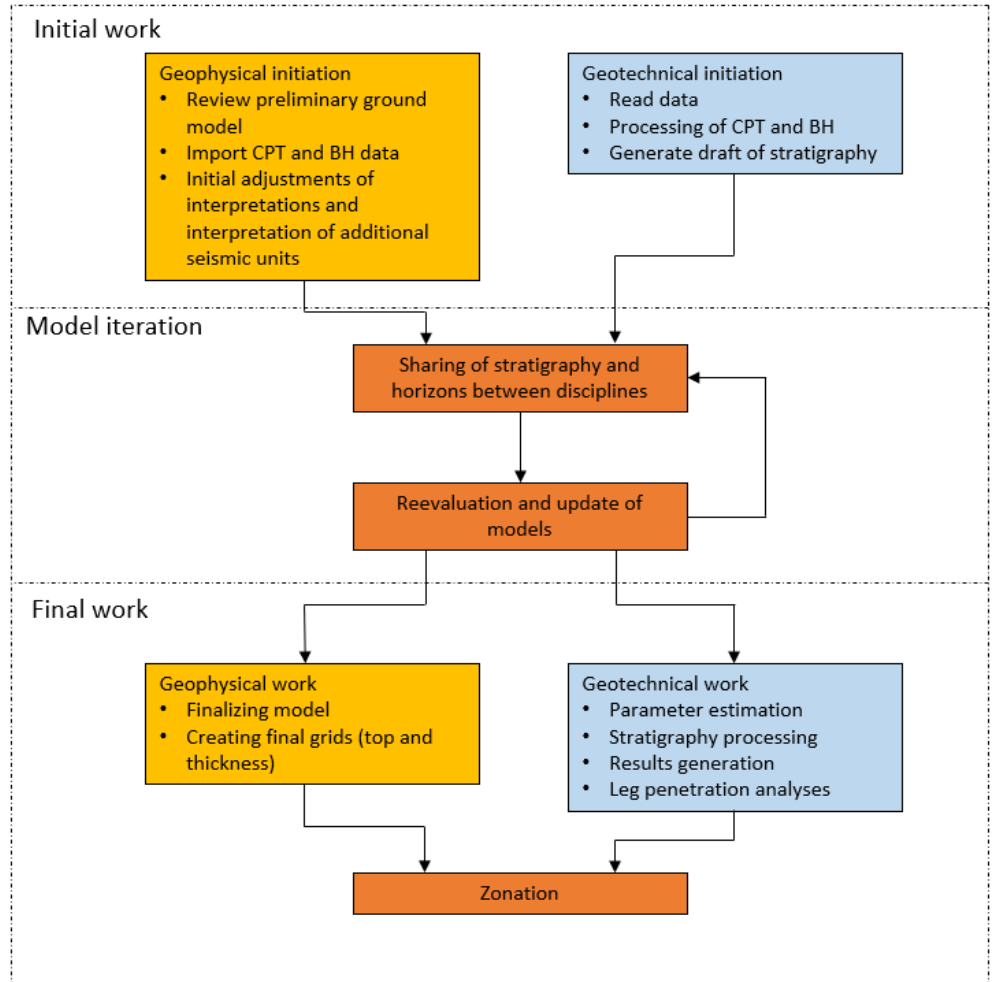 Initial work
Geophysical initiation
• Review preliminary ground
model
• Import CPT and BH data
• Initial adjustments of
interpretations and
interpretation of additional
seismic units
Geotechnical initiation
• Read data
• Processing of CPT and BH
• Generate draft of stratigraphy
Model iteration
Sharing of stratigraphy and
horizons between disciplines
Reevaluation and update of
models
Final work
Geophysical work
• Finalizing model
• Creating final grids (top and
thickness)
Geotechnical work
• Parameter estimation
• Stratigraphy processing
• Results generation
• Leg penetration analyses
Zonation